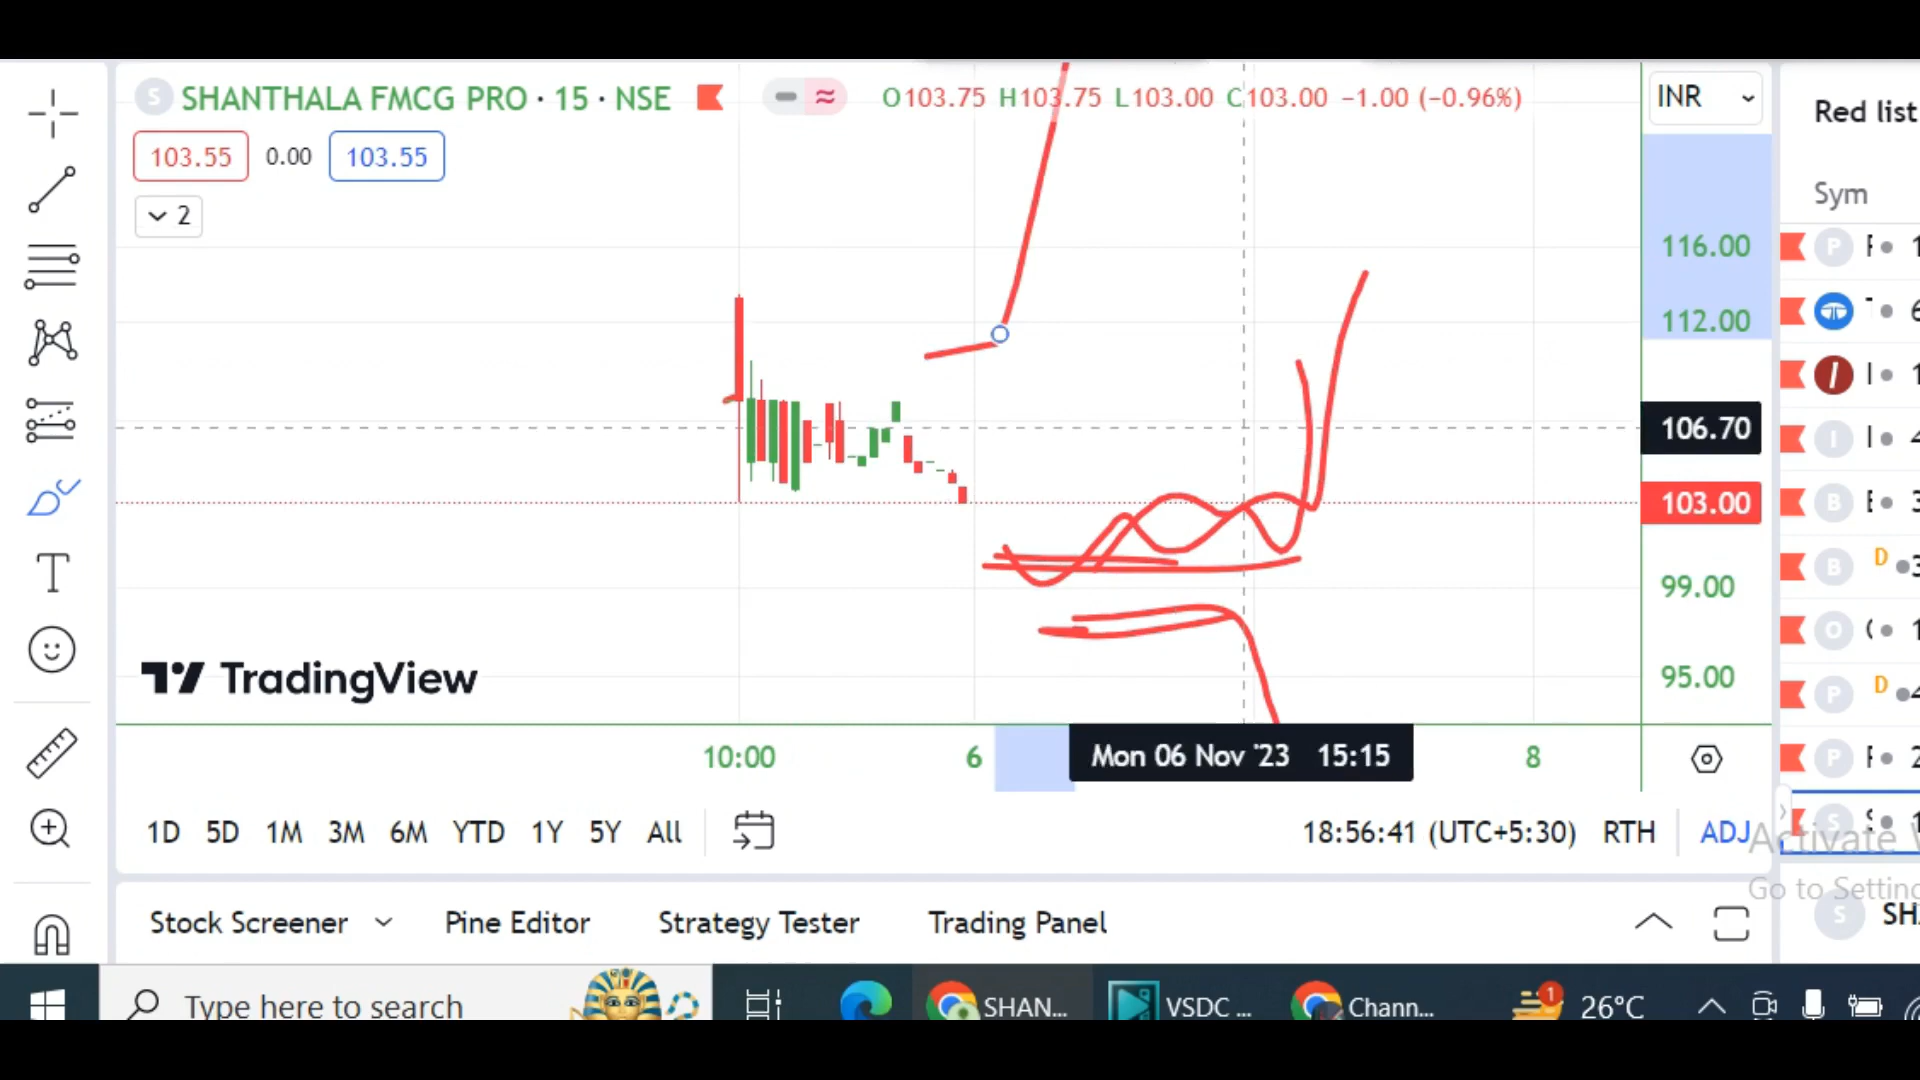 SHANTHALA FMCG PRO · 15 · NSE
O103.75 H103.75 L103.00 C103.00 −1.00 (−0.96%)
INR
Red list
103.55 0.00 103.55
2
Sym
116.00
112.00
106.70
103.00
99.00
95.00
D
D
TradingView
10:00 6 Mon 06 Nov '23 15:15 8
1D 5D 1M 3M 6M YTD 1Y 5Y All
18:56:41 (UTC+5:30) RTH ADJ
Activate
Go to Setting
Stock Screener Pine Editor Strategy Tester Trading Panel
Type here to search
SHAN... VSDC ... Chann... 1 26°C